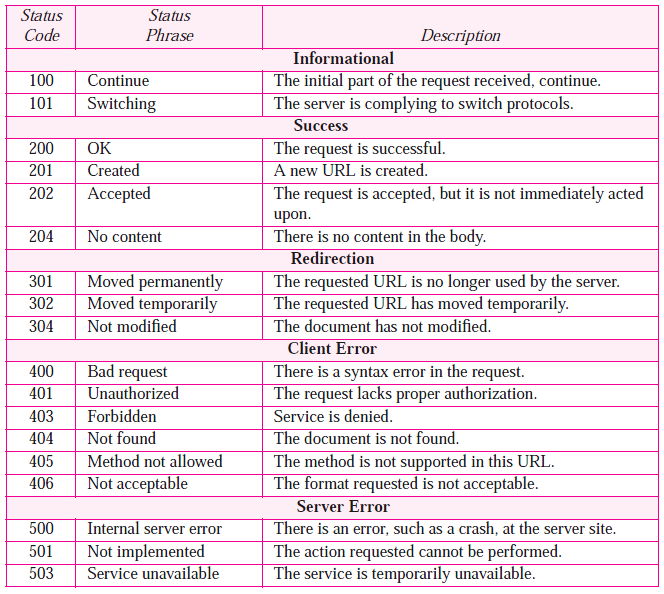 Status Code Status Phrase Description
Informational
100 Continue The initial part of the request received, continue.
101 Switching The server is complying to switch protocols.
Success
200 OK The request is successful.
201 Created A new URL is created.
202 Accepted The request is accepted, but it is not immediately acted
upon.
204 No content There is no content in the body.
Redirection
301 Moved permanently The requested URL is no longer used by the server.
302 Moved temporarily The requested URL has moved temporarily.
304 Not modified The document has not modified.
Client Error
400 Bad request There is a syntax error in the request.
401 Unauthorized The request lacks proper authorization.
403 Forbidden Service is denied.
404 Not found The document is not found.
405 Method not allowed The method is not supported in this URL.
406 Not acceptable The format requested is not acceptable.
Server Error
500 Internal server error There is an error, such as a crash, at the server site.
501 Not implemented The action requested cannot be performed.
503 Service unavailable The service is temporarily unavailable.